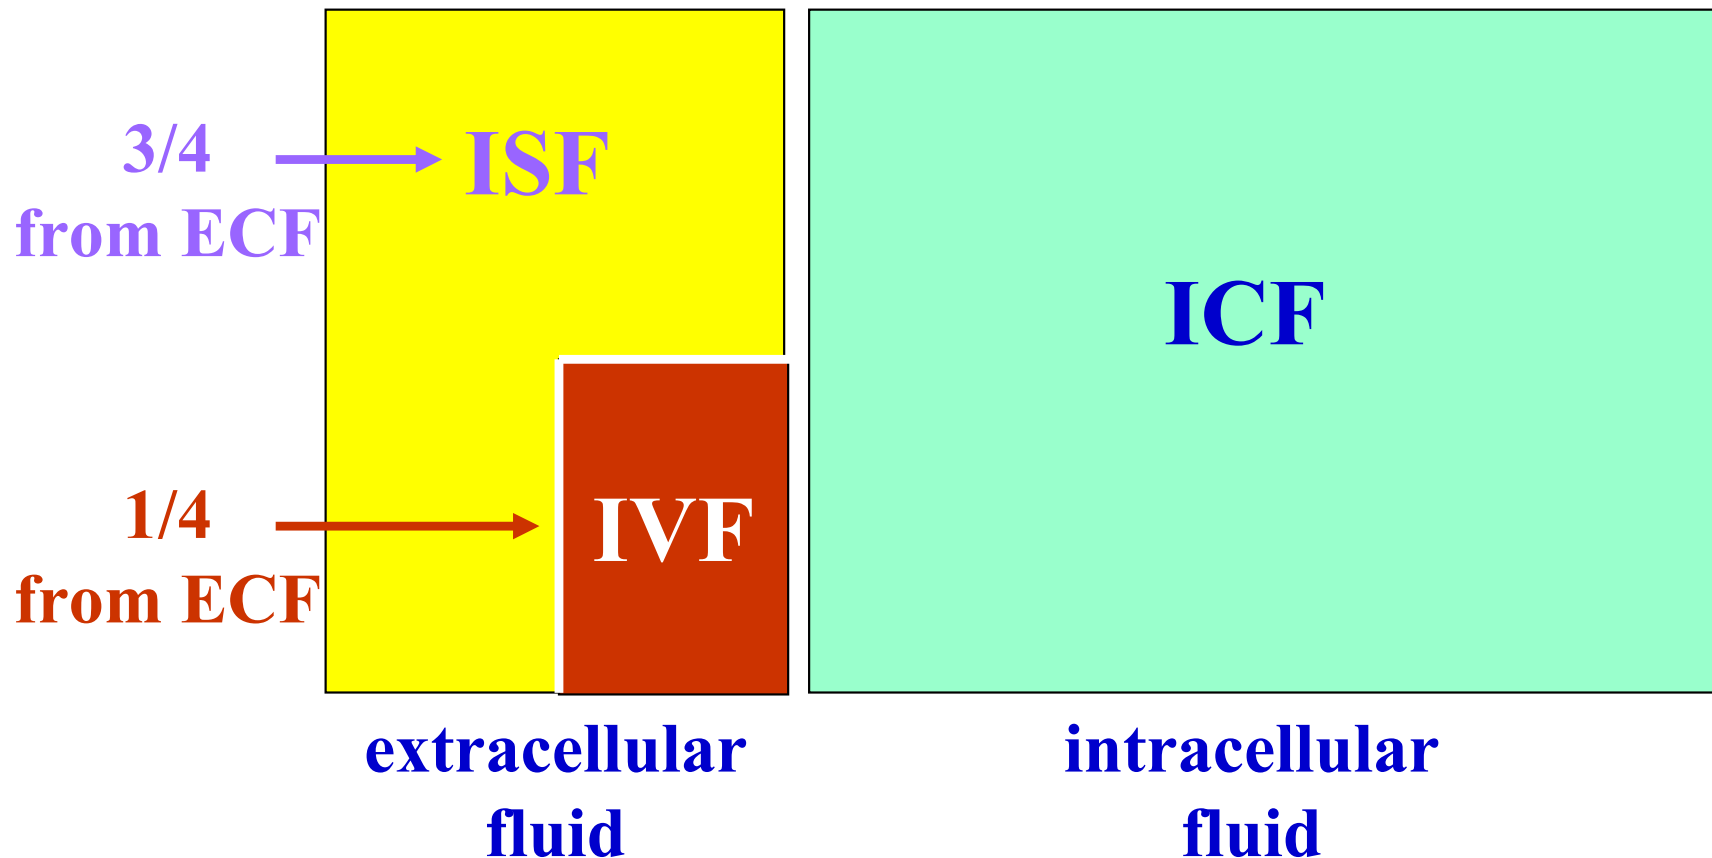 3/4
from ECF
ISF
ICF
1/4
from ECF
IVF
extracellular
fluid
intracellular
fluid